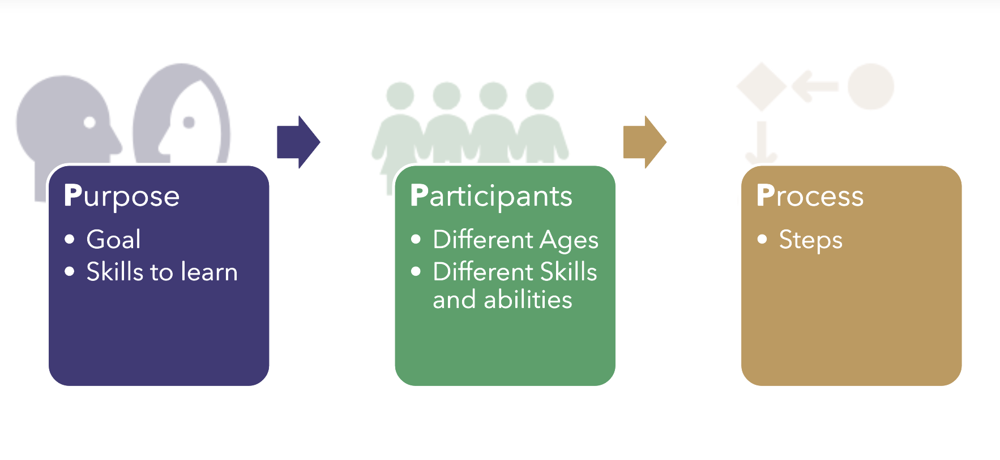 Purpose
• Goal
• Skills to learn
Participants
• Different Ages
• Different Skills
and abilities
Process
• Steps